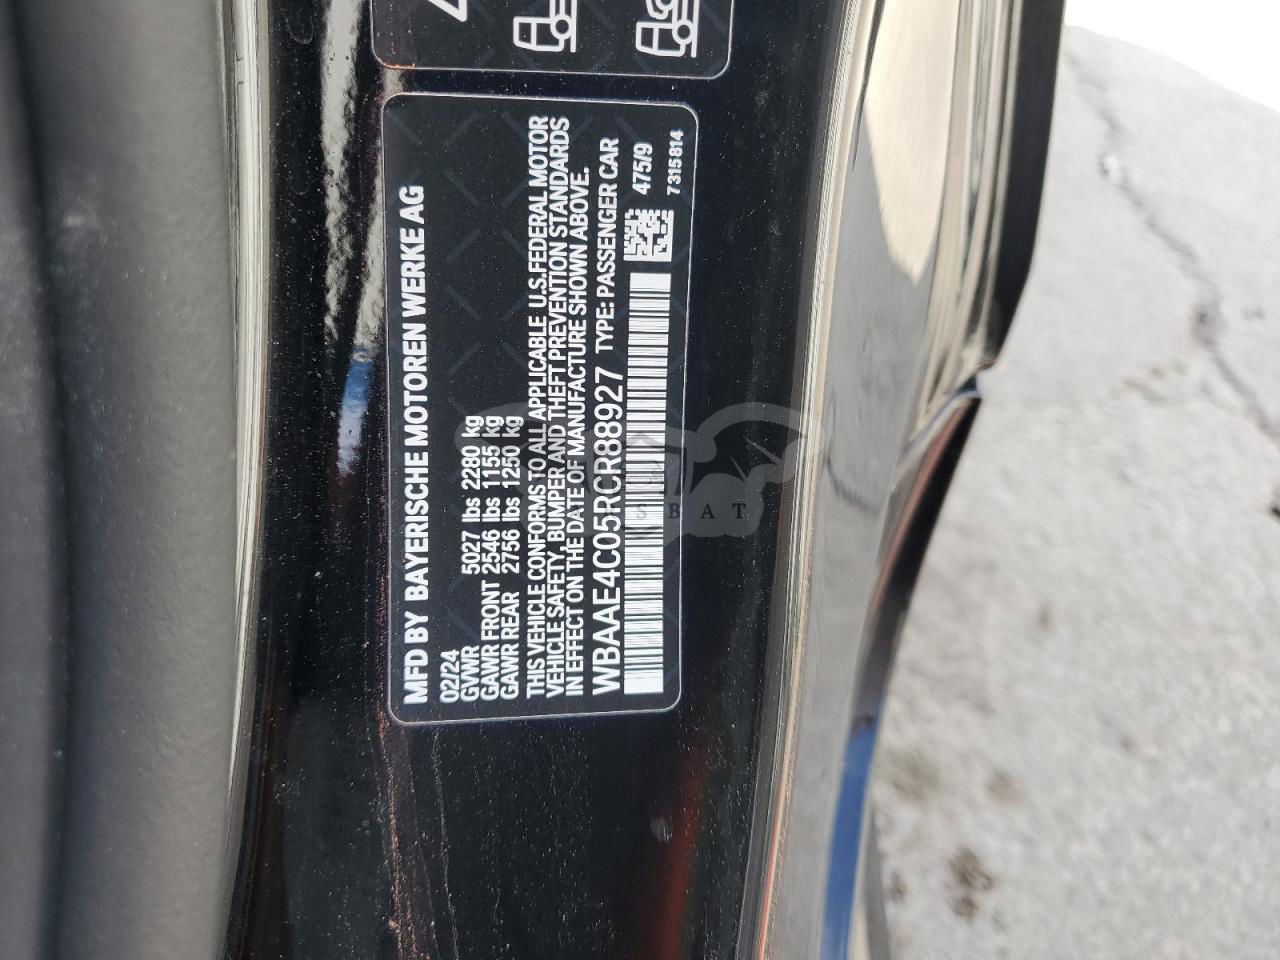 MFD BY BAYERISCHE MOTOREN WERKE AG
02/24
GVWR 5027 lbs 2280 kg
GAWR FRONT 2546 lbs 1155 kg
GAWR REAR 2756 lbs 1250 kg
THIS VEHICLE CONFORMS TO ALL APPLICABLE U.S.FEDERAL MOTOR
VEHICLE SAFETY, BUMPER AND THEFT PREVENTION STANDARDS
IN EFFECT ON THE DATE OF MANUFACTURE SHOWN ABOVE.
WBAAE4C05RCR88927 TYPE: PASSENGER CAR
475/9
7315814